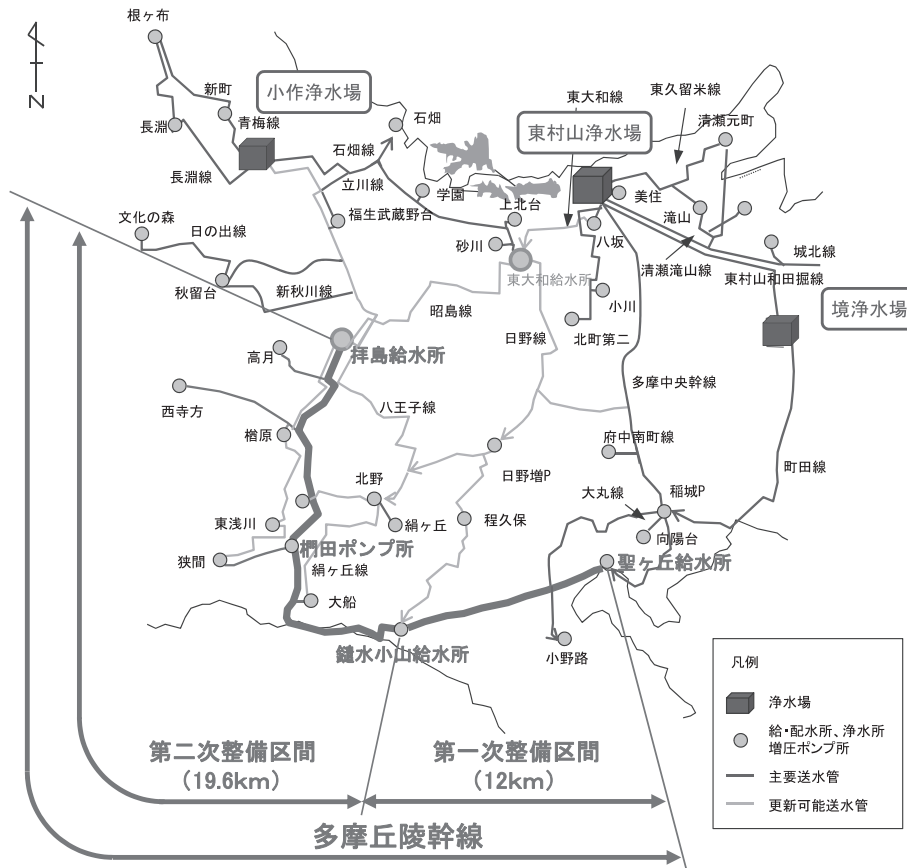 根ヶ布
新町
小作浄水場
東大和線
東久留米線
長淵
青梅線
石畑
東村山浄水場
清瀬元町
石畑線
長淵線
立川線
学園
美住
文化の森
福生武蔵野台
上北台
滝山
日の出線
砂川
八坂
城北線
清瀬滝山線
東村山和田堀線
秋留台
新秋川線
東大和給水所
小川
昭島線
境浄水場
日野線
北町第二
高月
拝島給水所
多摩中央幹線
八王子線
西寺方
楢原
府中南町線
町田線
日野増P
北野
大丸線
稲城P
東浅川
絹ヶ丘
程久保
向陽台
狭間
椚田ポンプ所
聖ヶ丘給水所
絹ヶ丘線
大船
鑓水小山給水所
小野路
凡例
浄水場
給・配水所、浄水所
増圧ポンプ所
主要送水管
更新可能送水管
第二次整備区間
(19.6km)
第一次整備区間
(12km)
多摩丘陵幹線
N